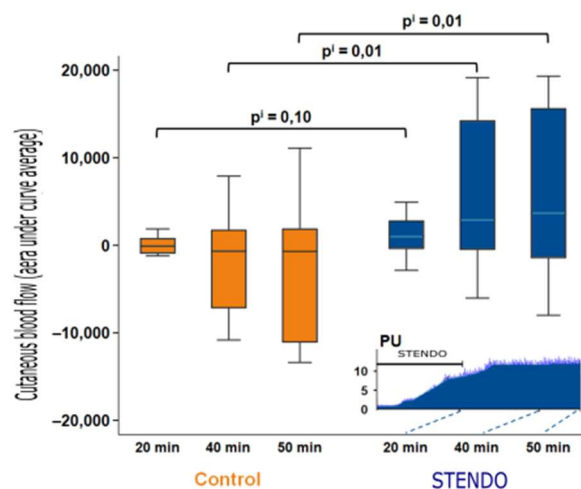 pⁱ = 0,01
pⁱ = 0,01
pⁱ = 0,10
Cutaneous blood flow (aera under curve average)
20,000
10,000
0
–10,000
–20,000
PU
STENDO
10
5
0
20 min 40 min 50 min 20 min 40 min 50 min
Control STENDO